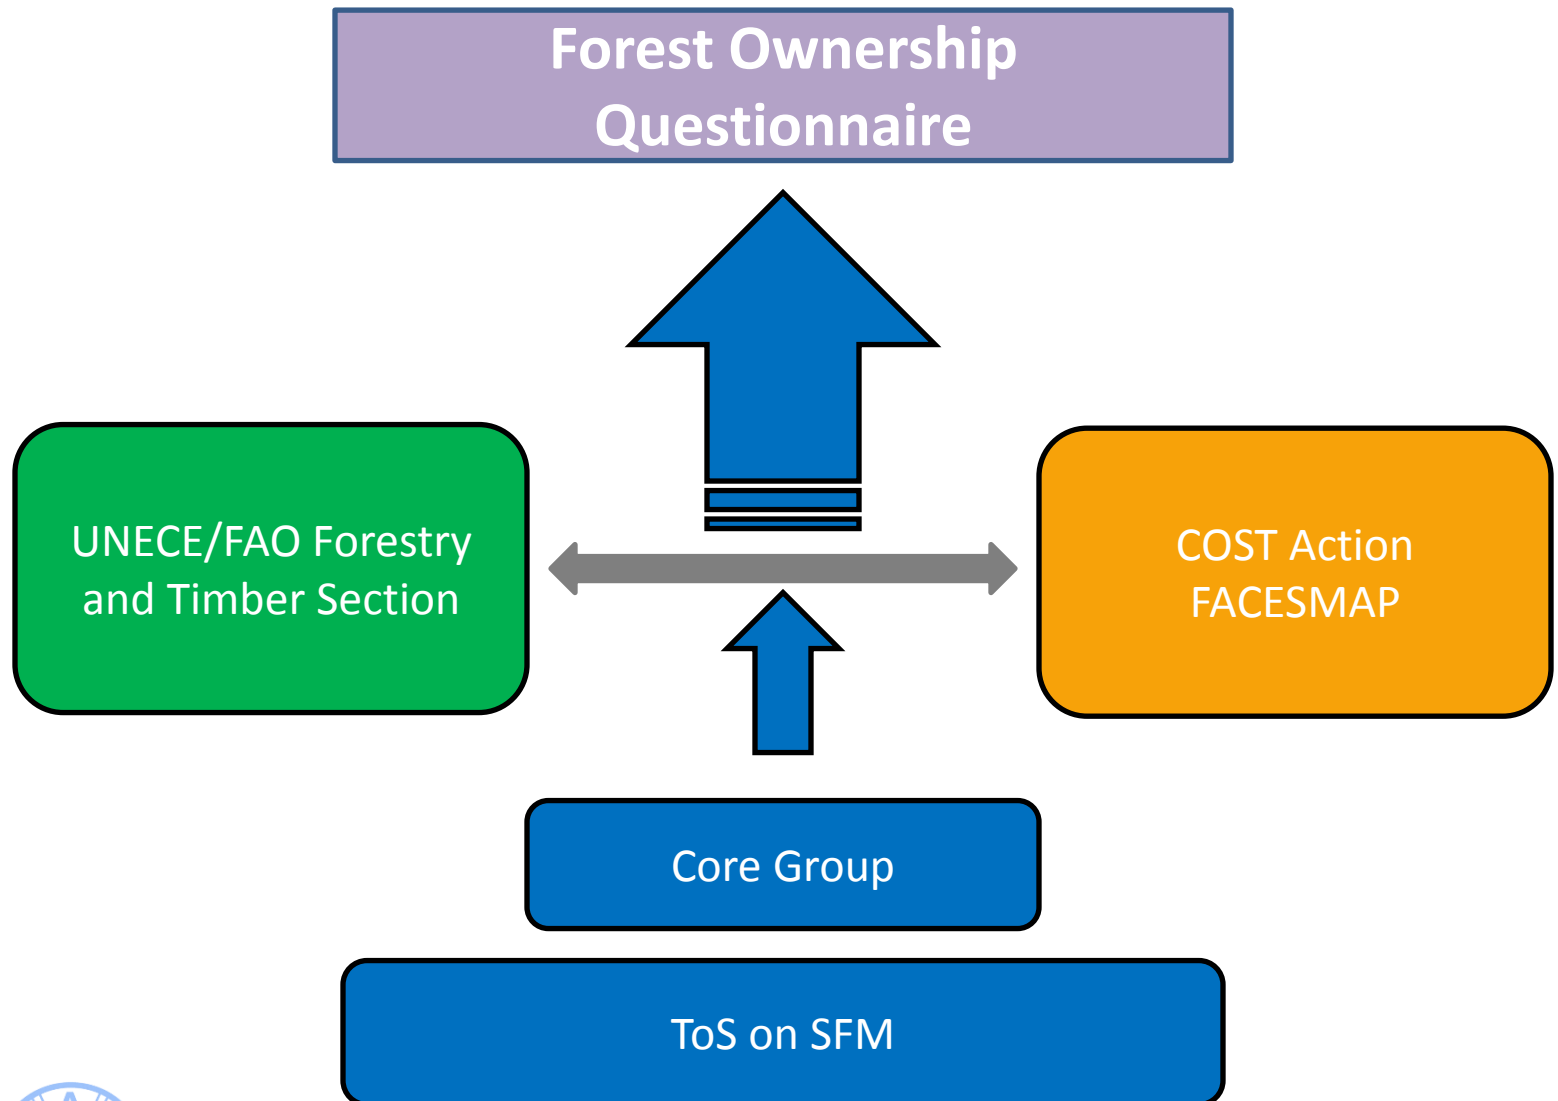 Forest Ownership
Questionnaire
UNECE/FAO Forestry
and Timber Section
COST Action
FACESMAP
Core Group
ToS on SFM